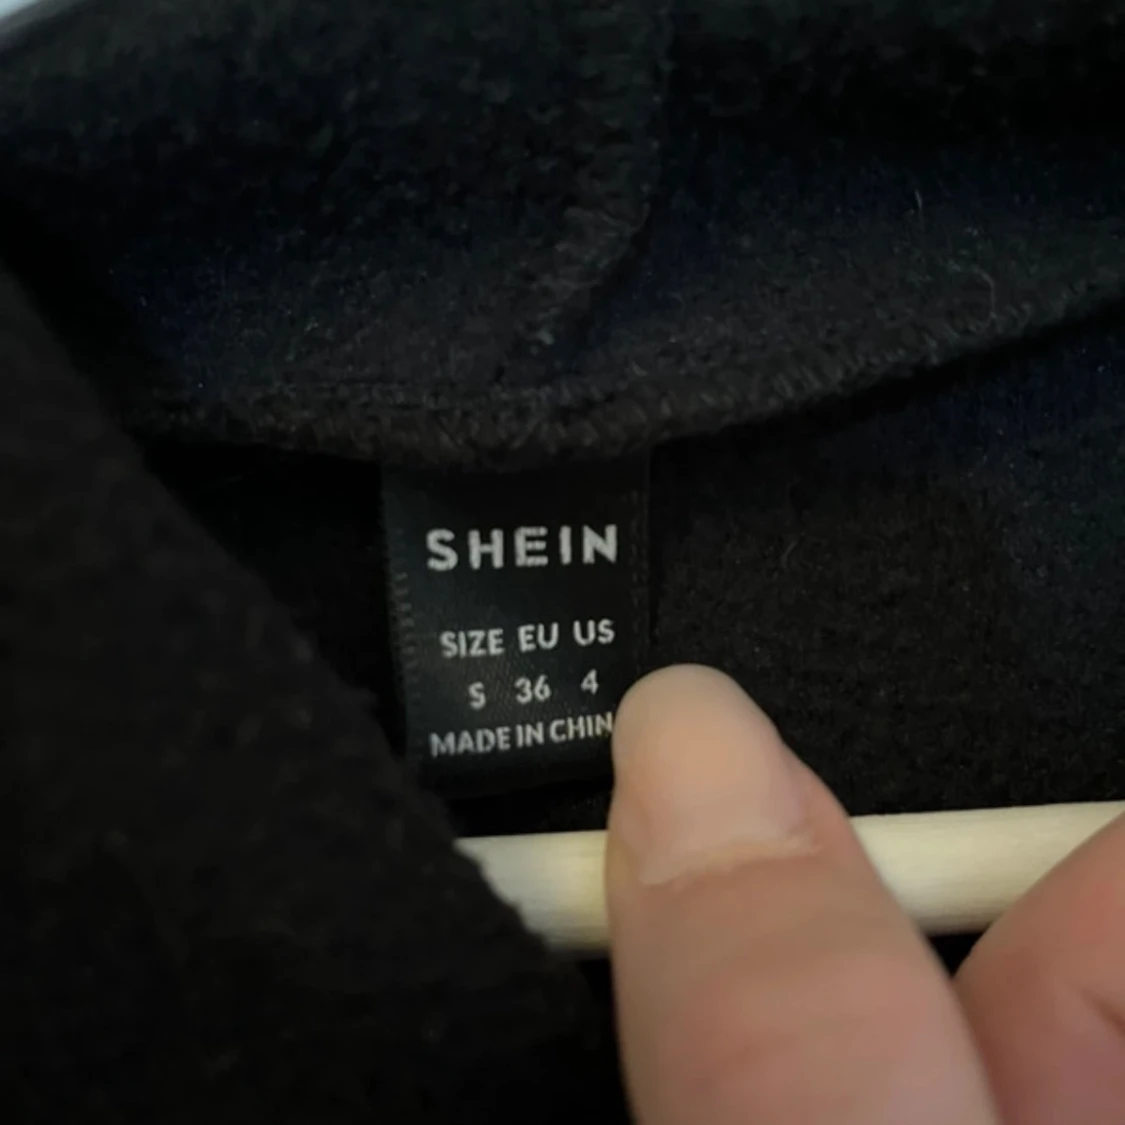 SHEIN
SIZE EU US
S 36 4
MADE IN CHIN